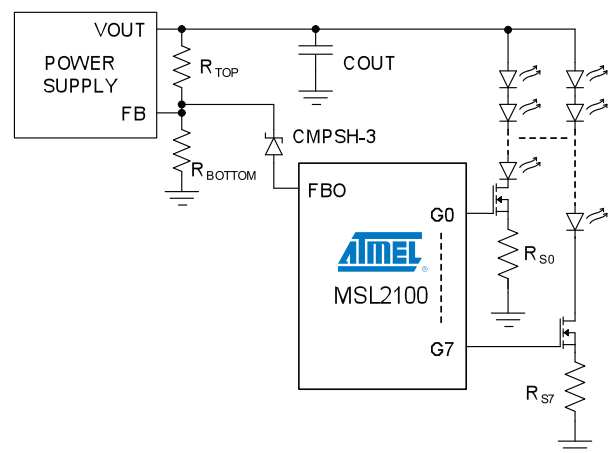 VOUT
POWER
SUPPLY
FB
RTOP
RBOTTOM
COUT
CMPSH-3
FBO
G0
ATMEL
®
MSL2100
G7
RS0
RS7